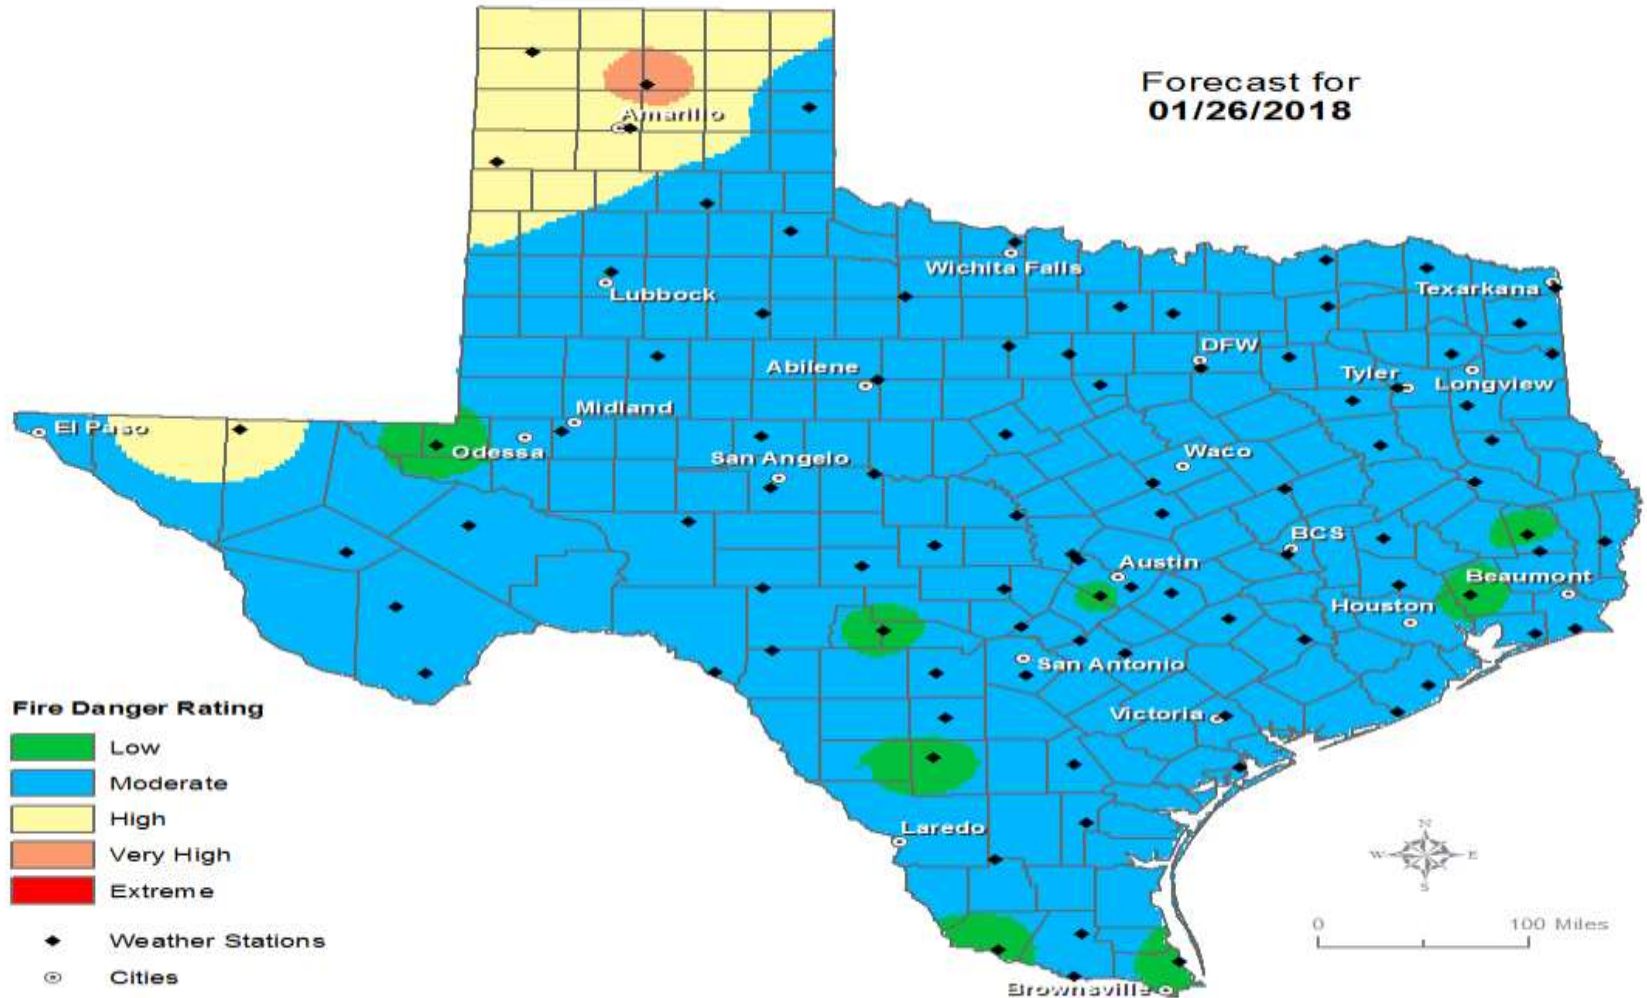 Forecast for
01/26/2018
Amarillo
Wichita Falls
Lubbock
Texarkana
DFW
Abilene
Tyler
Longview
Midland
El Paso
Odessa
San Angelo
Waco
BCS
Austin
Beaumont
Houston
San Antonio
Victoria
Laredo
Brownsville
Fire Danger Rating
Low
Moderate
High
Very High
Extreme
Weather Stations
Cities
N
W E
S
0 100 Miles